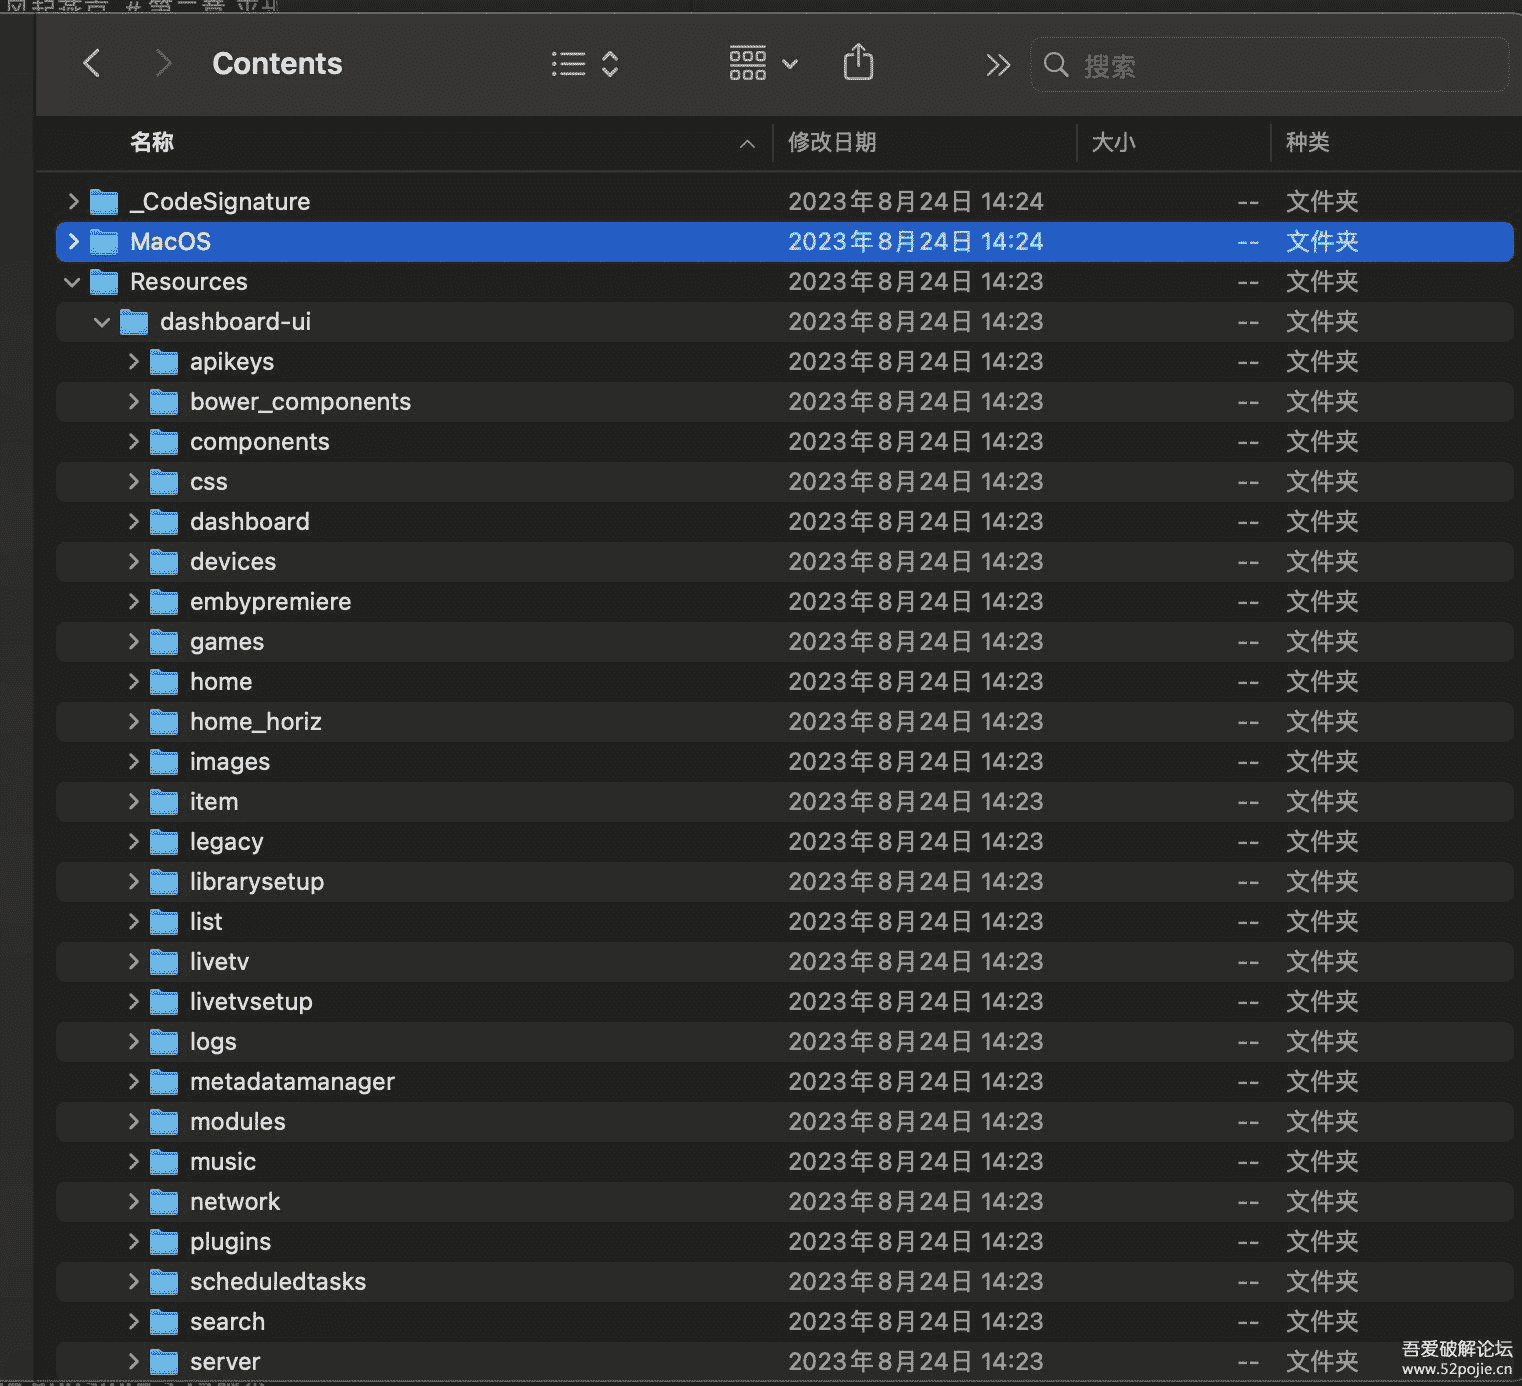 Contents
搜索
名称 修改日期 大小 种类
_CodeSignature 2023年8月24日 14:24 -- 文件夹
MacOS 2023年8月24日 14:24 -- 文件夹
Resources 2023年8月24日 14:23 -- 文件夹
dashboard-ui 2023年8月24日 14:23 -- 文件夹
apikeys 2023年8月24日 14:23 -- 文件夹
bower_components 2023年8月24日 14:23 -- 文件夹
components 2023年8月24日 14:23 -- 文件夹
css 2023年8月24日 14:23 -- 文件夹
dashboard 2023年8月24日 14:23 -- 文件夹
devices 2023年8月24日 14:23 -- 文件夹
embypremiere 2023年8月24日 14:23 -- 文件夹
games 2023年8月24日 14:23 -- 文件夹
home 2023年8月24日 14:23 -- 文件夹
home_horiz 2023年8月24日 14:23 -- 文件夹
images 2023年8月24日 14:23 -- 文件夹
item 2023年8月24日 14:23 -- 文件夹
legacy 2023年8月24日 14:23 -- 文件夹
librarysetup 2023年8月24日 14:23 -- 文件夹
list 2023年8月24日 14:23 -- 文件夹
livetv 2023年8月24日 14:23 -- 文件夹
livetvsetup 2023年8月24日 14:23 -- 文件夹
logs 2023年8月24日 14:23 -- 文件夹
metadatamanager 2023年8月24日 14:23 -- 文件夹
modules 2023年8月24日 14:23 -- 文件夹
music 2023年8月24日 14:23 -- 文件夹
network 2023年8月24日 14:23 -- 文件夹
plugins 2023年8月24日 14:23 -- 文件夹
scheduledtasks 2023年8月24日 14:23 -- 文件夹
search 2023年8月24日 14:23 -- 文件夹
server 2023年8月24日 14:23 -- 文件夹
吾爱破解论坛
www.52pojie.cn